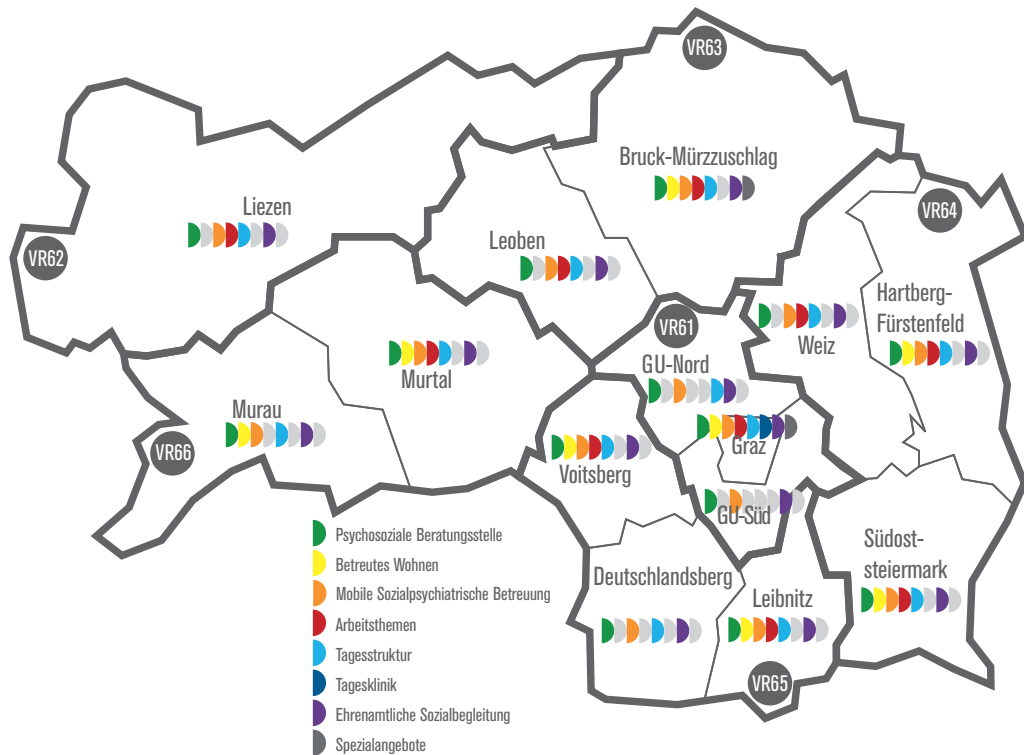 VR63
Bruck-Mürzzuschlag
VR64
Liezen
VR62
Leoben
Hartberg-
Fürstenfeld
VR61
Weiz
GU-Nord
Murtal
Murau
VR66
Graz
Voitsberg
GU-Süd
Südost-
steiermark
Deutschlandsberg
Leibnitz
VR65
Psychosoziale Beratungsstelle
Betreutes Wohnen
Mobile Sozialpsychiatrische Betreuung
Arbeitsthemen
Tagesstruktur
Tagesklinik
Ehrenamtliche Sozialbegleitung
Spezialangebote